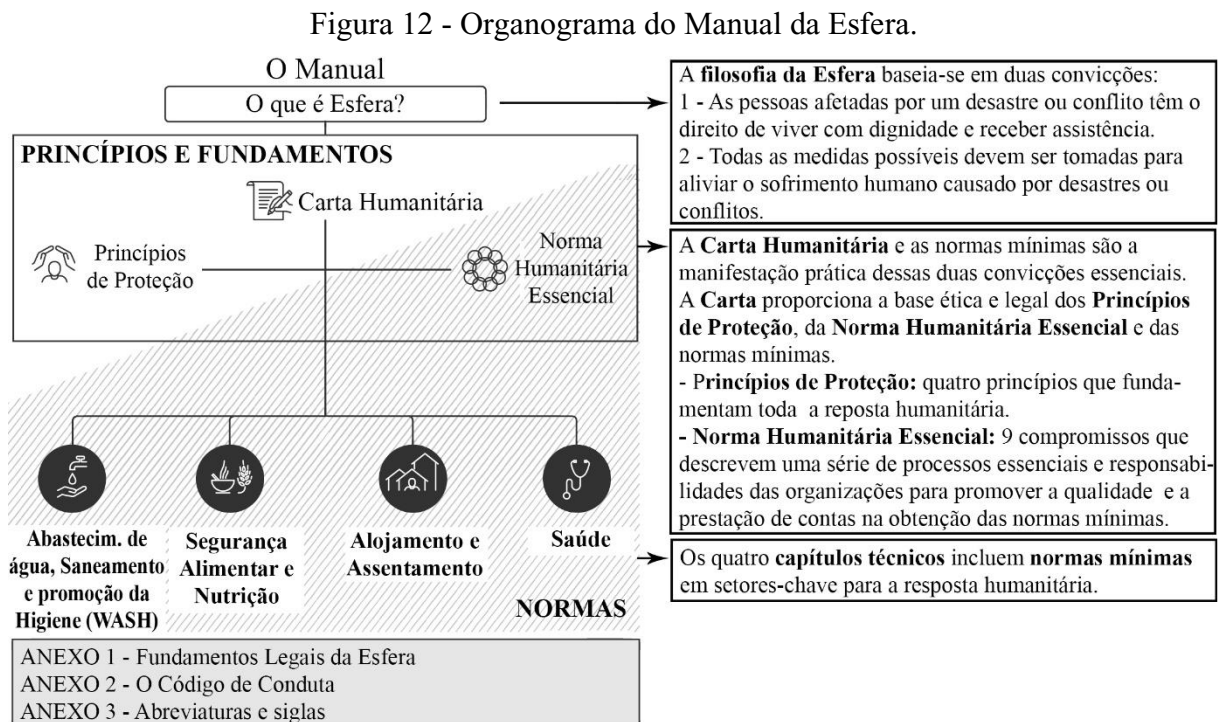 Figura 12 - Organograma do Manual da Esfera.
O Manual
O que é Esfera?
PRINCÍPIOS E FUNDAMENTOS
Carta Humanitária
Princípios
de Proteção
Norma
Humanitária
Essencial
Abastecim. de
água, Saneamento
e promoção da
Higiene (WASH)
Segurança
Alimentar e
Nutrição
Alojamento e
Assentamento
Saúde
NORMAS
ANEXO 1 - Fundamentos Legais da Esfera
ANEXO 2 - O Código de Conduta
ANEXO 3 - Abreviaturas e siglas
A filosofia da Esfera baseia-se em duas convicções:
1 - As pessoas afetadas por um desastre ou conflito têm o
direito de viver com dignidade e receber assistência.
2 - Todas as medidas possíveis devem ser tomadas para
aliviar o sofrimento humano causado por desastres ou
conflitos.
A Carta Humanitária e as normas mínimas são a
manifestação prática dessas duas convicções essenciais.
A Carta proporciona a base ética e legal dos Princípios
de Proteção, da Norma Humanitária Essencial e das
normas mínimas.
- Princípios de Proteção: quatro princípios que funda-
mentam toda a reposta humanitária.
- Norma Humanitária Essencial: 9 compromissos que
descrevem uma série de processos essenciais e responsabi-
lidades das organizações para promover a qualidade e a
prestação de contas na obtenção das normas mínimas.
Os quatro capítulos técnicos incluem normas mínimas
em setores-chave para a resposta humanitária.